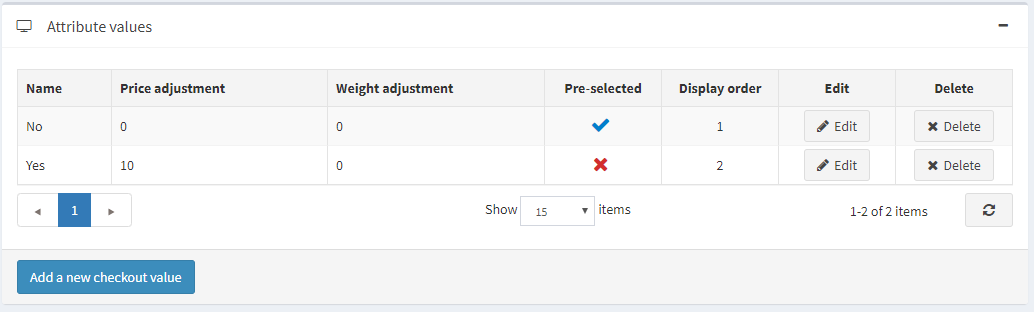 Attribute values
Name Price adjustment Weight adjustment Pre-selected Display order Edit Delete
No 0 0 1 Edit Delete
Yes 10 0 2 Edit Delete
1 Show 15 items 1-2 of 2 items
Add a new checkout value